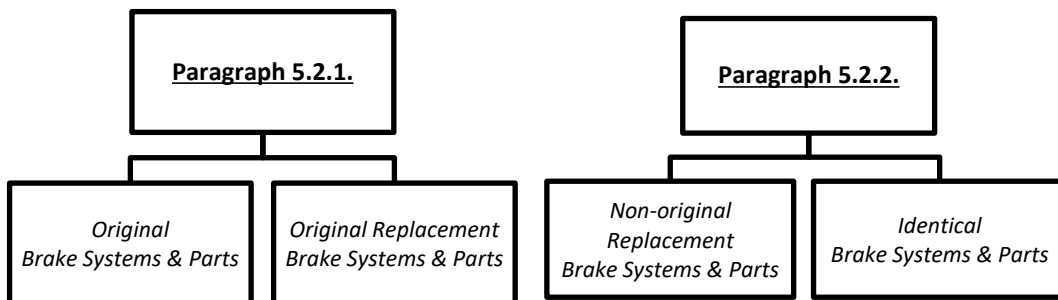 Paragraph 5.2.1.
Original
Brake Systems & Parts
Original Replacement
Brake Systems & Parts
Paragraph 5.2.2.
Non-original
Replacement
Brake Systems & Parts
Identical
Brake Systems & Parts